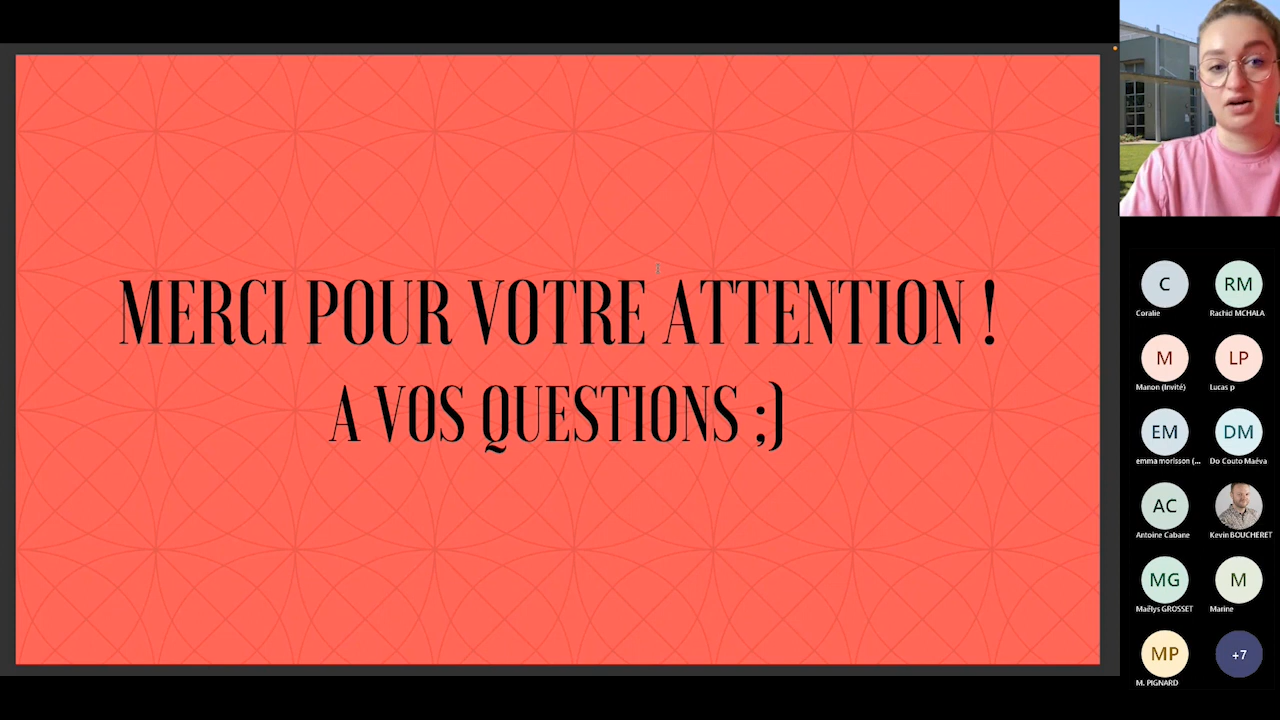 MERCI POUR VOTRE ATTENTION !
A VOS QUESTIONS ;)
C
RM
Coralie
Rachid MCHALA
M
LP
Manon (Invité)
Lucas p
EM
DM
emma morisson (...
Do Couto Maéva
AC
Antoine Cabane
Kevin BOUCHERET
MG
M
Maëlys GROSSET
Marine
MP
+7
M. PIGNARD